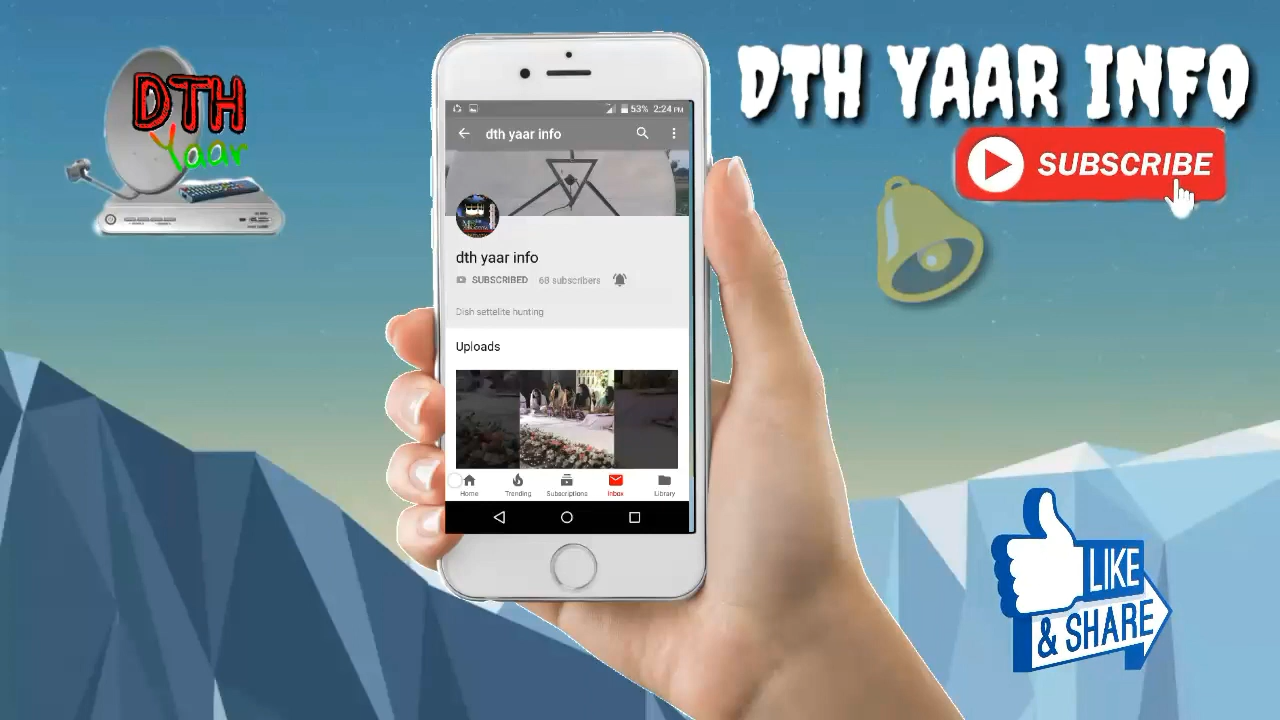 DTH
Yaar
DTH YAAR INFO
SUBSCRIBE
53% 2:24 PM
dth yaar info
dth yaar info
SUBSCRIBED 68 subscribers
Dish settelite hunting
Uploads
Home Trending Subscriptions Inbox Library
LIKE
& SHARE